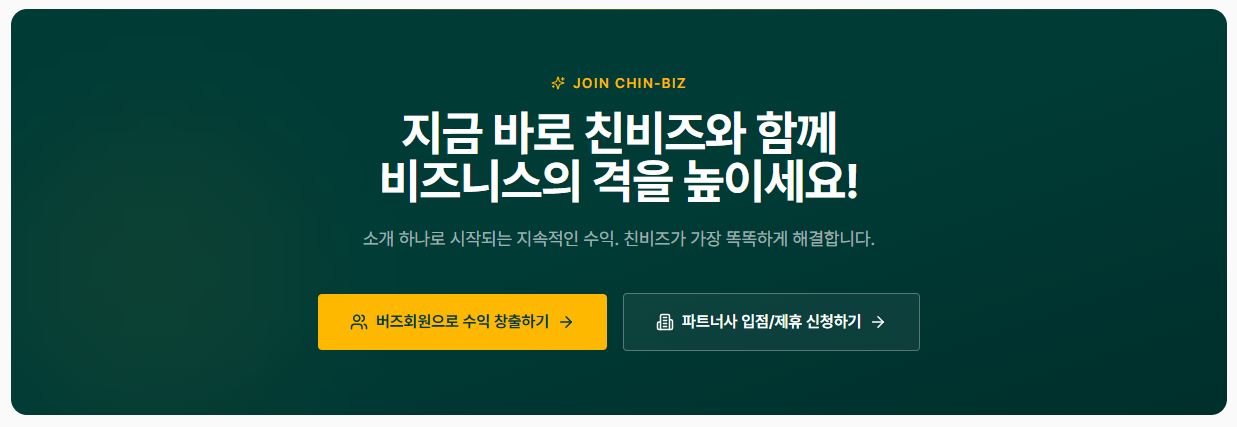 JOIN CHIN-BIZ
지금 바로 친비즈와 함께
비즈니스의 격을 높이세요!
소개 하나로 시작되는 지속적인 수익. 친비즈가 가장 똑똑하게 해결합니다.
버즈회원으로 수익 창출하기
파트너사 입점/제휴 신청하기